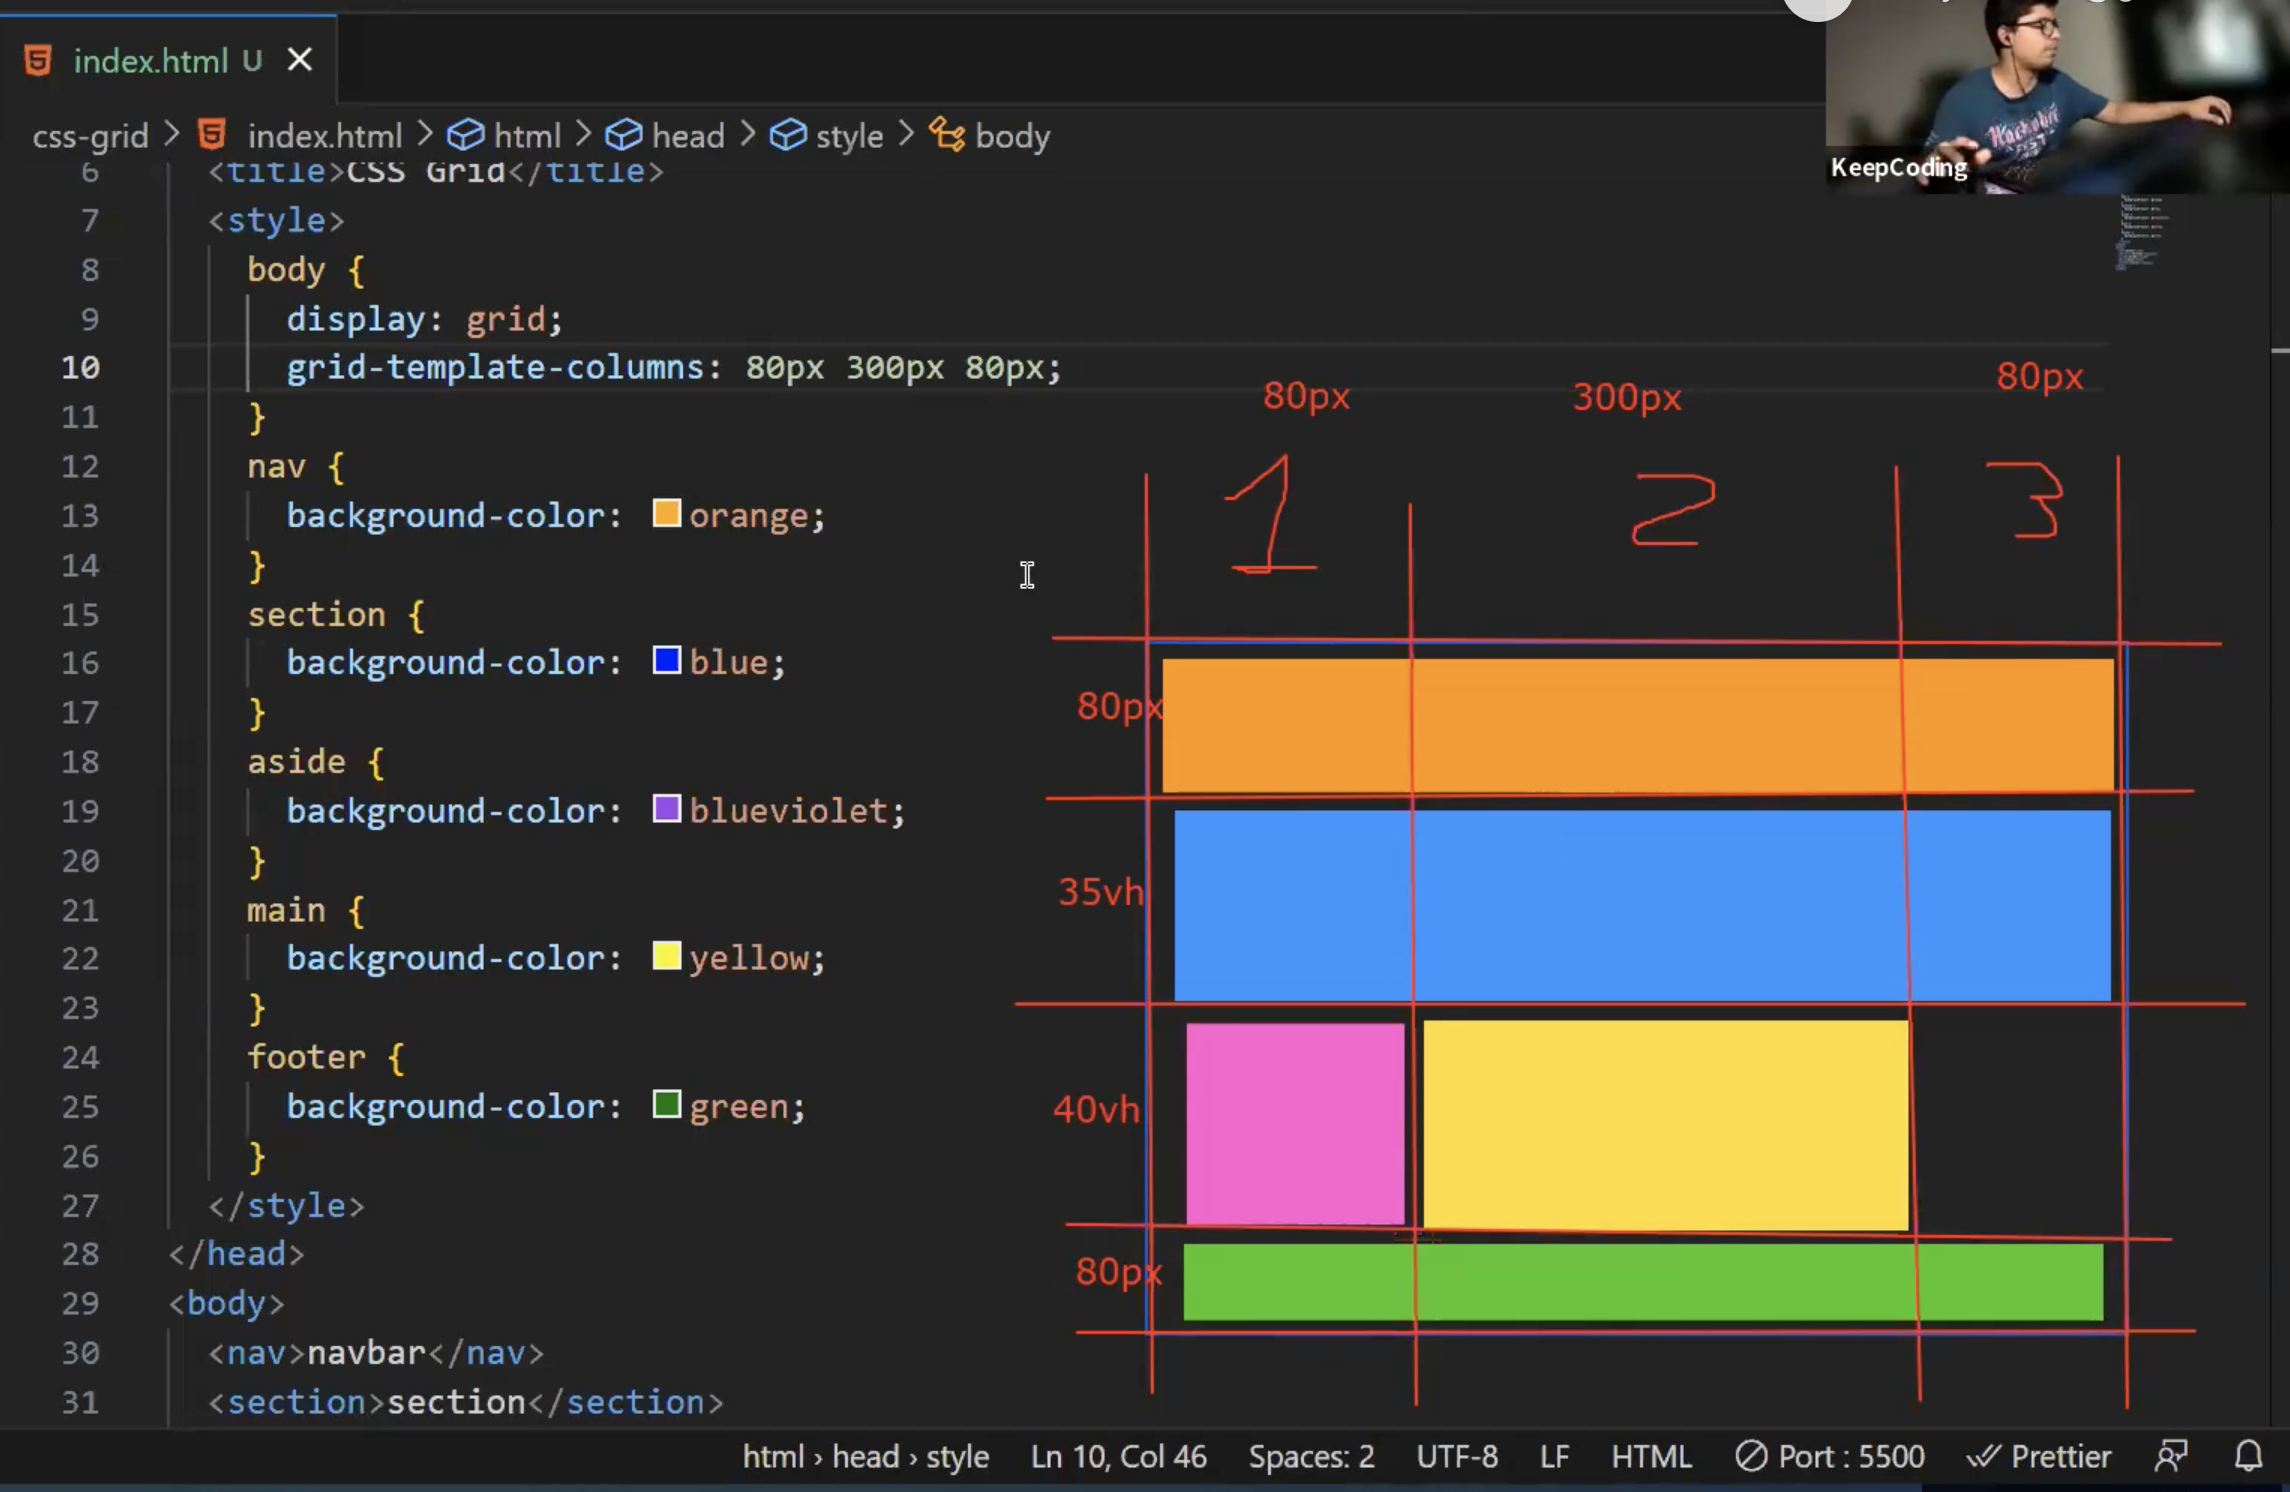 index.html U
css-grid > index.html > html > head > style > body
KeepCoding
6 <title>CSS Grid</title>
7 <style>
8 body {
9 display: grid;
10 grid-template-columns: 80px 300px 80px;
11 }
12 nav {
13 background-color: orange;
14 }
15 section {
16 background-color: blue;
17 }
18 aside {
19 background-color: blueviolet;
20 }
21 main {
22 background-color: yellow;
23 }
24 footer {
25 background-color: green;
26 }
27 </style>
28 </head>
29 <body>
30 <nav>navbar</nav>
31 <section>section</section>
80px 300px 80px
1 2 3
80px
35vh
40vh
80px
html › head › style Ln 10, Col 46 Spaces: 2 UTF-8 LF HTML Port : 5500 Prettier